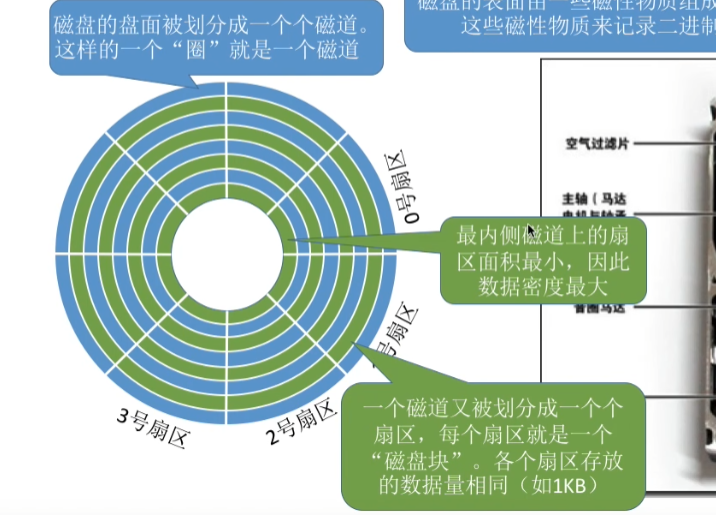 磁盘的盘面被划分成一个个磁道。
这样的一个“圈”就是一个磁道
磁盘的表面由一些磁性物质组成
这些磁性物质来记录二进制
空气过滤片
主轴（马达
0号扇区
最内侧磁道上的扇
区面积最小，因此
数据密度最大
音圈马达
号扇区
2号扇区
3号扇区
一个磁道又被划分成一个个
扇区，每个扇区就是一个
“磁盘块”。各个扇区存放
的数据量相同（如1KB）